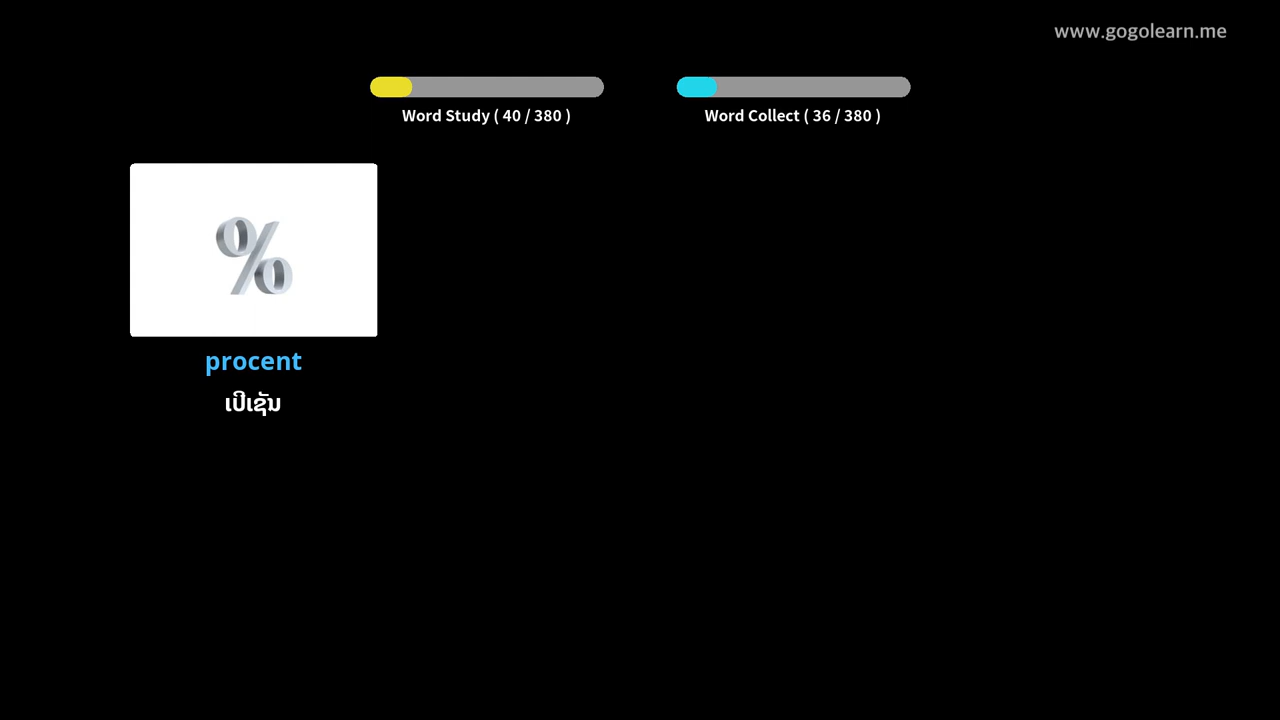 www.gogolearn.me
Word Study ( 40 / 380 )
Word Collect ( 36 / 380 )
%
procent
ເປີເຊັນ